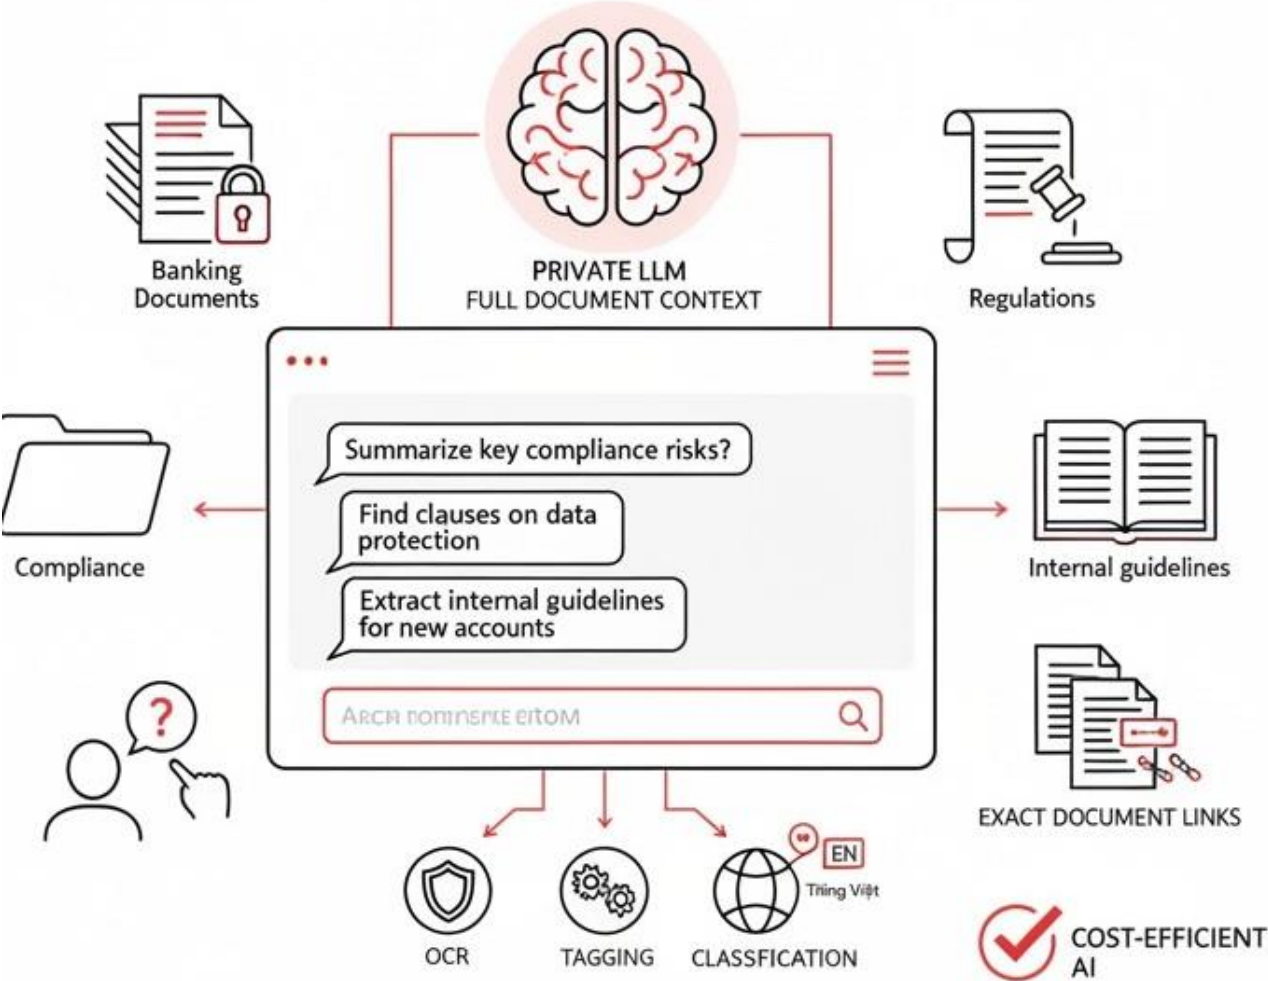 PRIVATE LLM
FULL DOCUMENT CONTEXT
Banking
Documents
Regulations
Summarize key compliance risks?
Find clauses on data
protection
Extract internal guidelines
for new accounts
Compliance
Internal guidelines
?
EXACT DOCUMENT LINKS
EN
OCR
TAGGING
CLASSFICATION
COST-EFFICIENT
AI